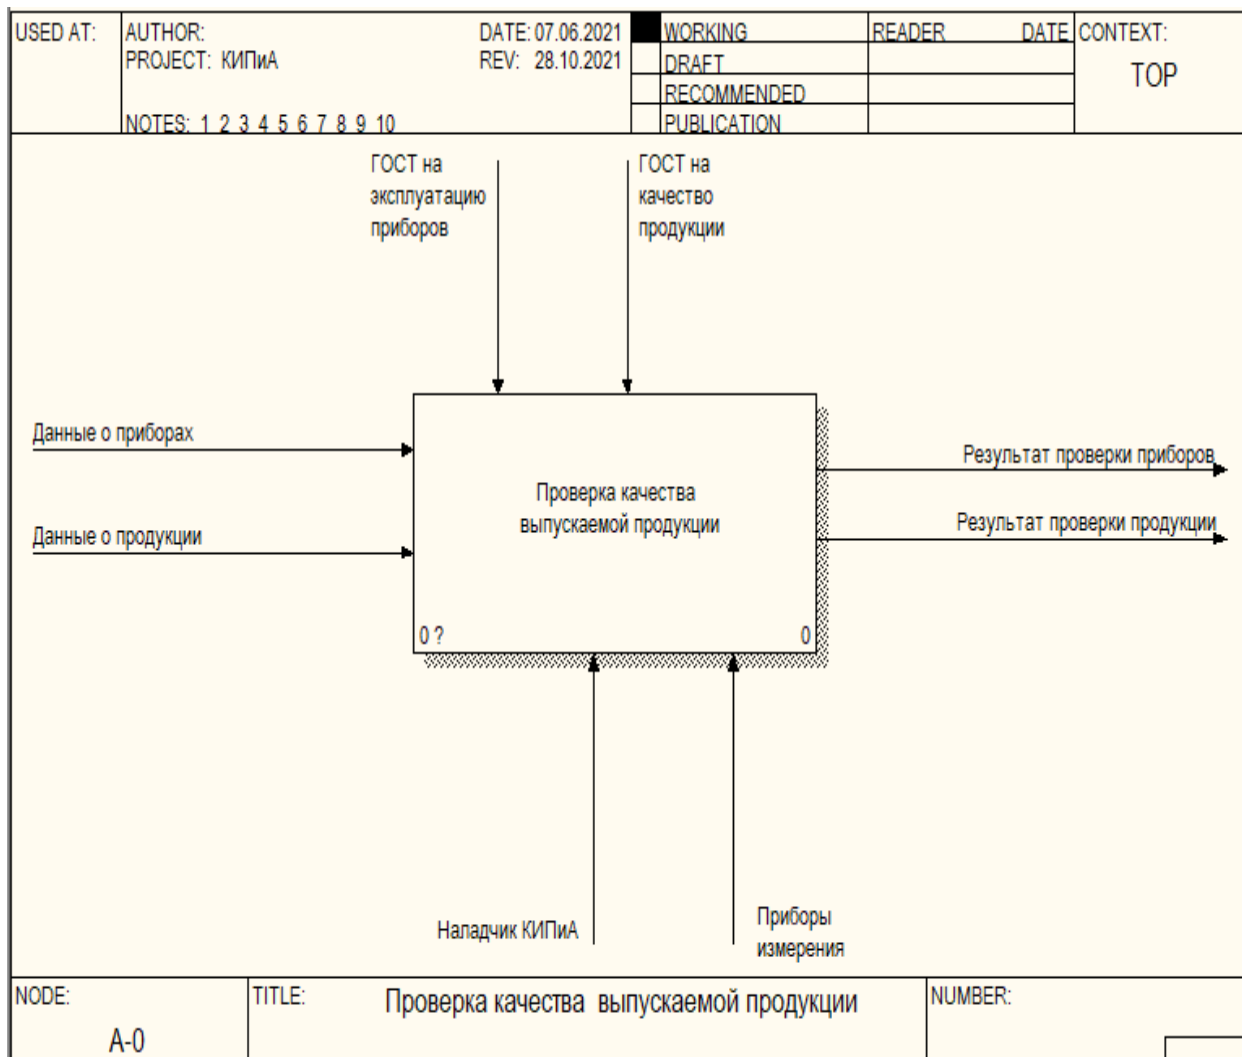 USED AT:
AUTHOR:
DATE: 07.06.2021
PROJECT: КИПиА
REV: 28.10.2021
NOTES: 1 2 3 4 5 6 7 8 9 10
WORKING
DRAFT
RECOMMENDED
PUBLICATION
READER
DATE
CONTEXT:
TOP
ГОСТ на
эксплуатацию
приборов
ГОСТ на
качество
продукции
Данные о приборах
Данные о продукции
Проверка качества
выпускаемой продукции
0 ?
0
Результат проверки приборов
Результат проверки продукции
Наладчик КИПиА
Приборы
измерения
NODE:
A-0
TITLE:
Проверка качества выпускаемой продукции
NUMBER: